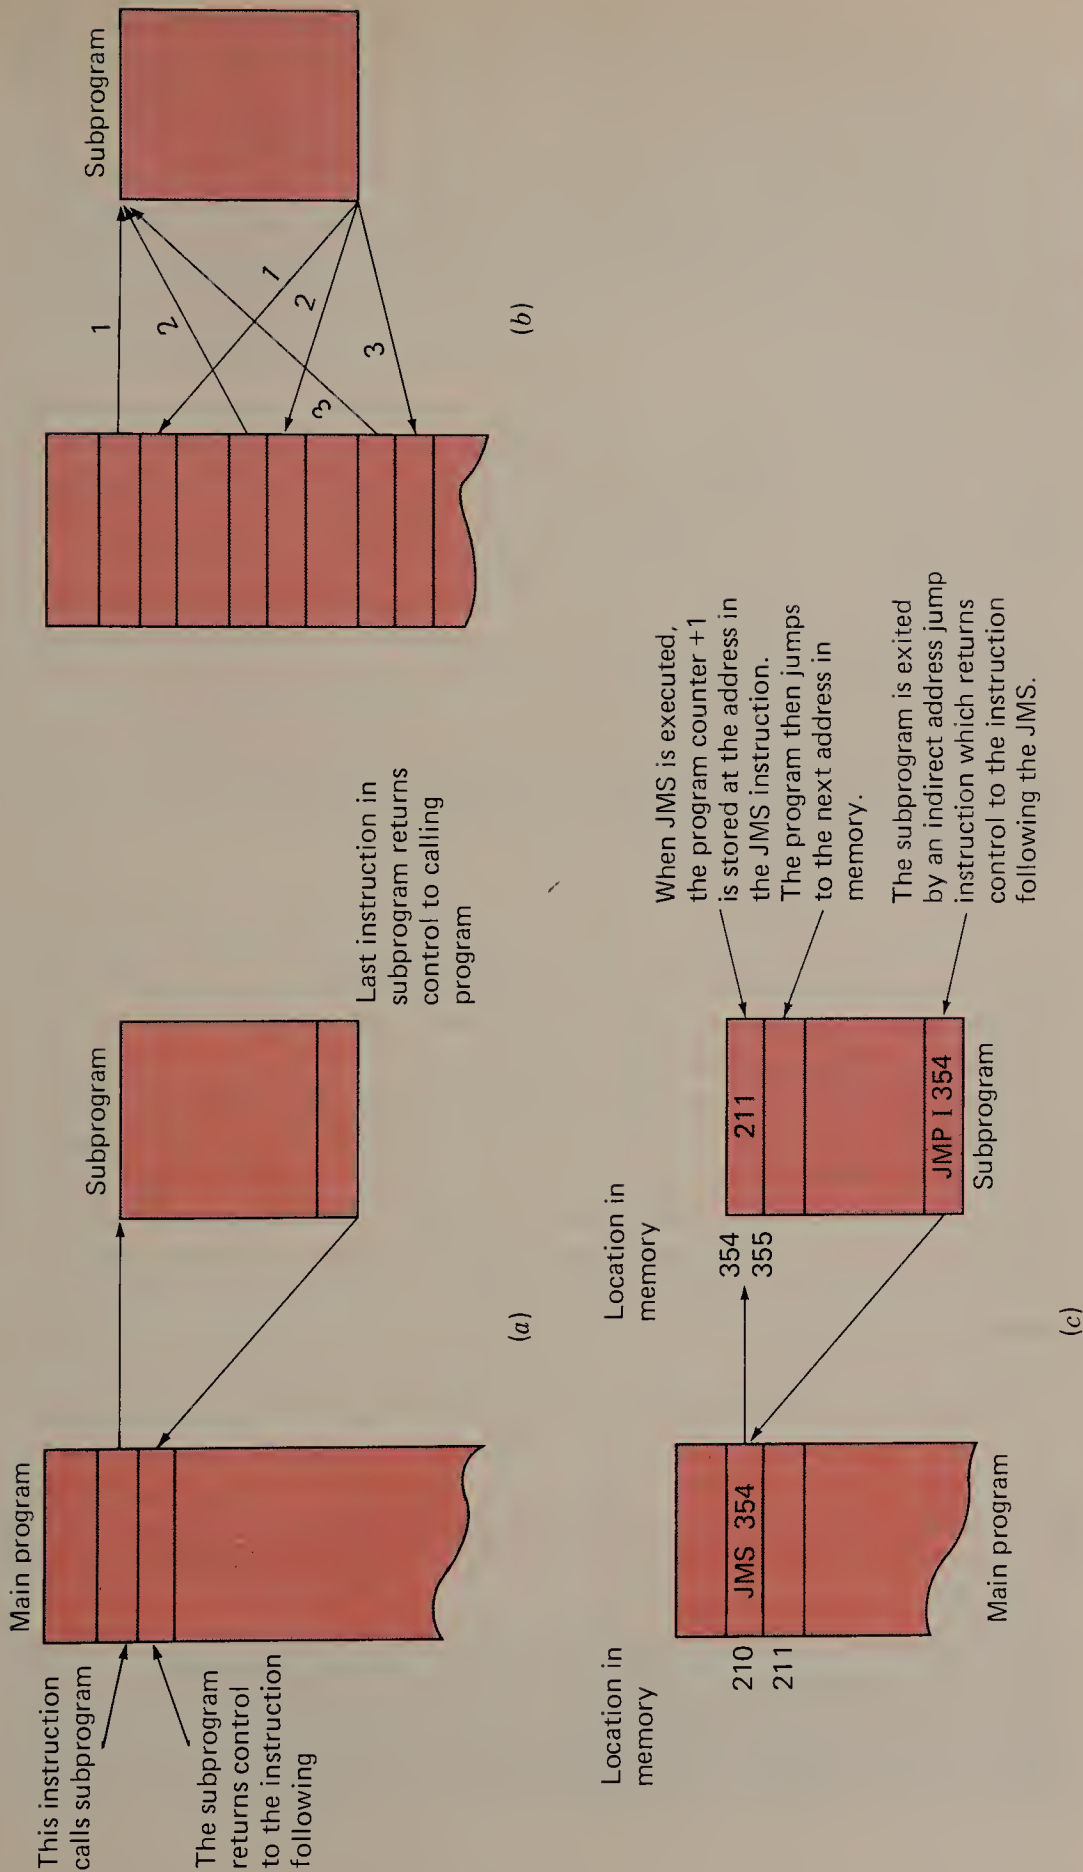 Main program
This instruction
calls subprogram
The subprogram
returns control
to the instruction
following
Subprogram
Last instruction in
subprogram returns
control to calling
program
(a)
Subprogram
1
2
3
1
2
3
(b)
Location in
memory
210
211
JMS 354
Main program
Location in
memory
354
355
211
JMP I 354
Subprogram
When JMS is executed,
the program counter +1
is stored at the address in
the JMS instruction.
The program then jumps
to the next address in
memory.
The subprogram is exited
by an indirect address jump
instruction which returns
control to the instruction
following the JMS.
(c)